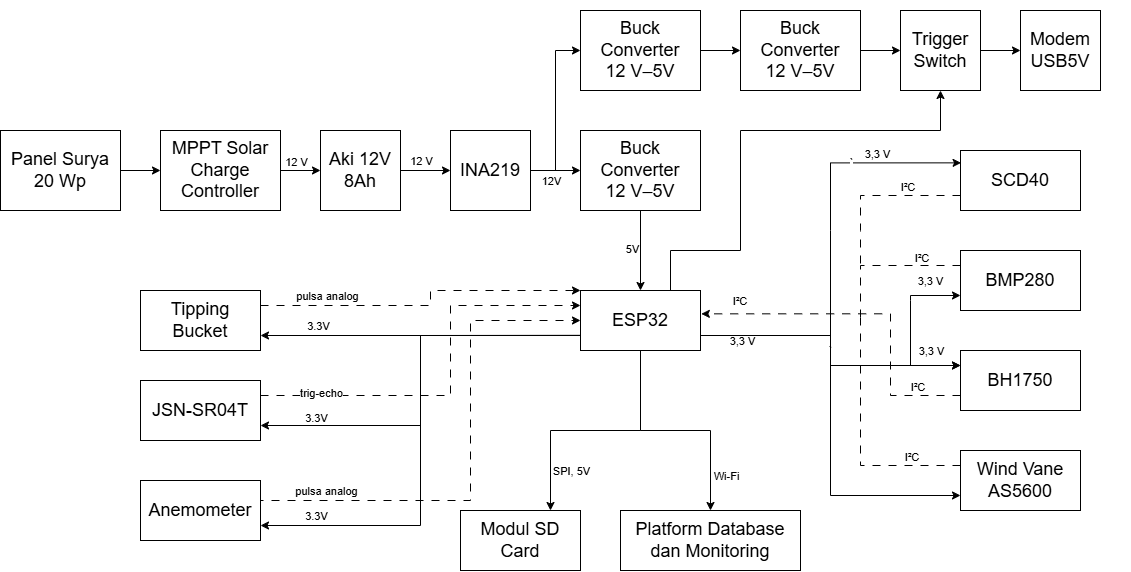 Buck
Converter
12 V–5V
Buck
Converter
12 V–5V
Trigger
Switch
Modem
USB5V
Panel Surya
20 Wp
MPPT Solar
Charge
Controller
12 V
Aki 12V
8Ah
12 V
INA219
12V
Buck
Converter
12 V–5V
3,3 V
SCD40
I²C
5V
I²C
BMP280
3,3 V
Tipping
Bucket
pulsa analog
3.3V
ESP32
I²C
3,3 V
3,3 V
BH1750
I²C
JSN-SR04T
trig-echo
3.3V
I²C
Wind Vane
AS5600
Anemometer
pulsa analog
3.3V
SPI, 5V
Wi-Fi
Modul SD
Card
Platform Database
dan Monitoring